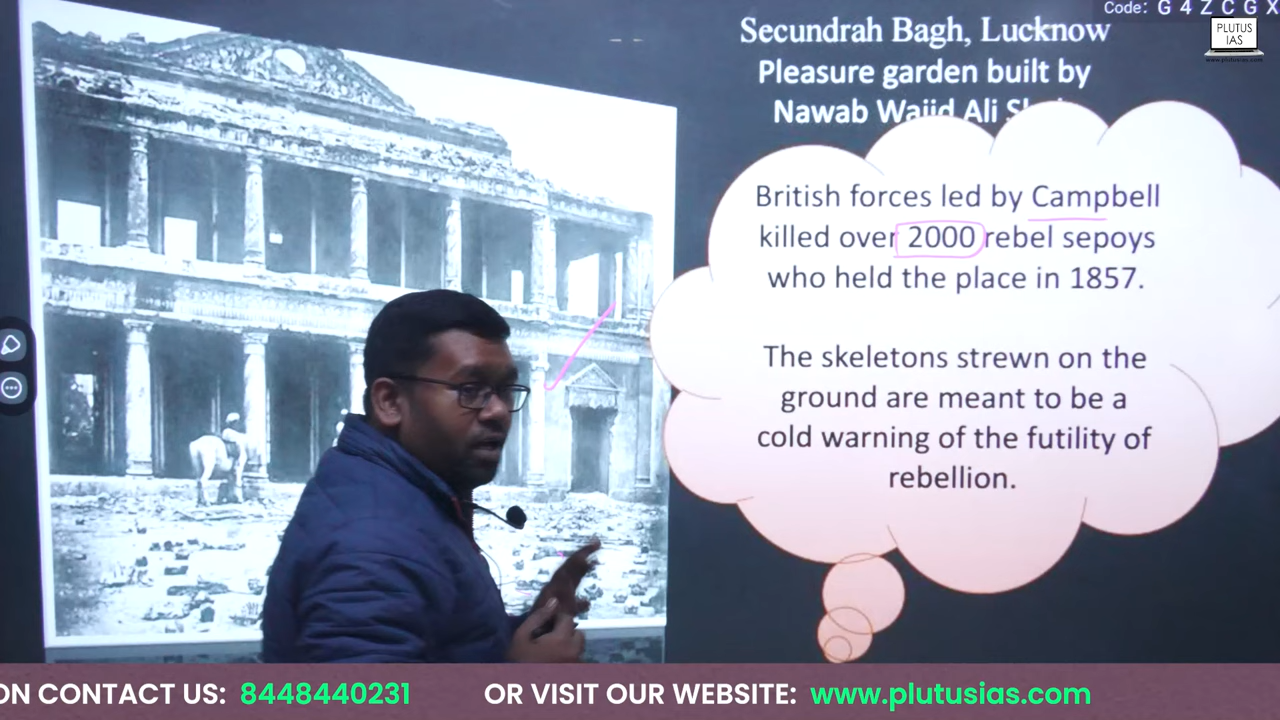 Code: G 4 Z C G X
PLUTUS
IAS
www.plutusias.com
Secundrah Bagh, Lucknow
Pleasure garden built by
Nawab Wajid Ali
British forces led by Campbell
killed over 2000 rebel sepoys
who held the place in 1857.
The skeletons strewn on the
ground are meant to be a
cold warning of the futility of
rebellion.
ON CONTACT US: 8448440231 OR VISIT OUR WEBSITE: www.plutusias.com